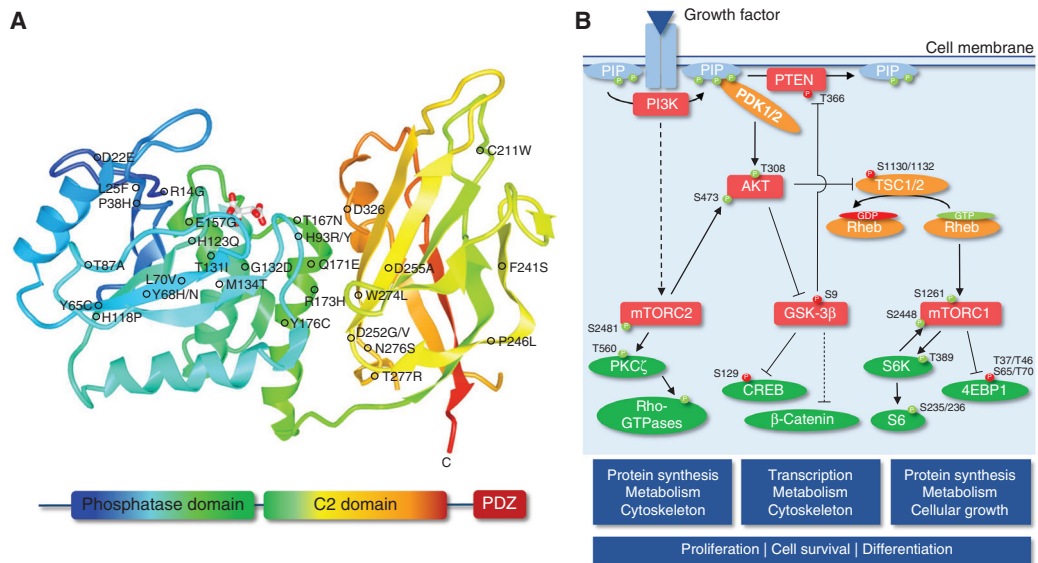 A
D22E
L25F
R14G
P38H
E157G
H123Q
T131I
T87A
L70V
Y68H/N
Y65C
H118P
G132D
M134T
T167N
H93R/Y
Q171E
R173H
Y176C
D326
C211W
D255A
F241S
W274L
D252G/V
N276S
P246L
T277R
C
Phosphatase domain
C2 domain
PDZ
B
Growth factor
Cell membrane
PIP
P P
PI3K
PIP
P P P
PDK1/2
PTEN
P
T366
PIP
P P
P
T308
AKT
S473
P
S1130/1132
P
TSC1/2
GDP
Rheb
GTP
Rheb
mTORC2
S2481
P
T560
P
PKCζ
P
Rho-
GTPases
P
S9
GSK-3β
S129
P
CREB
β-Catenin
S1261
P
S2448
P
mTORC1
S6K
P
T389
P
S235/236
S6
T37/T46
S65/T70
P
4EBP1
Protein synthesis
Metabolism
Cytoskeleton
Transcription
Metabolism
Cytoskeleton
Protein synthesis
Metabolism
Cellular growth
Proliferation | Cell survival | Differentiation